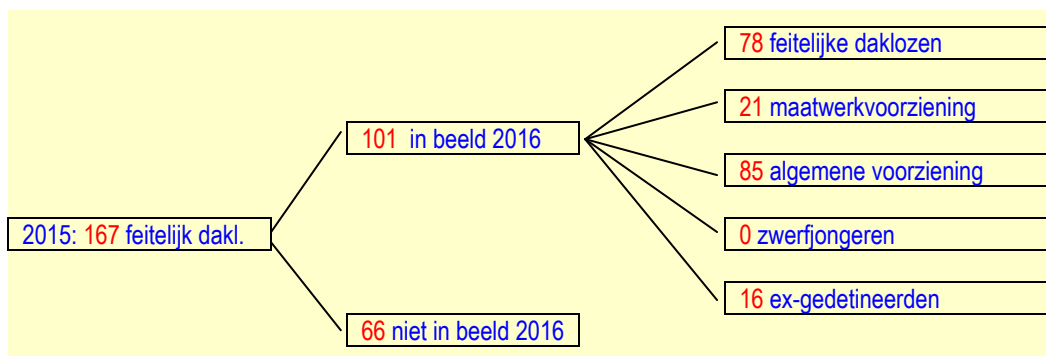 78 feitelijke daklozen
21 maatwerkvoorziening
101 in beeld 2016
85 algemene voorziening
2015: 167 feitelijk dakl.
0 zwerfjongeren
16 ex-gedetineerden
66 niet in beeld 2016